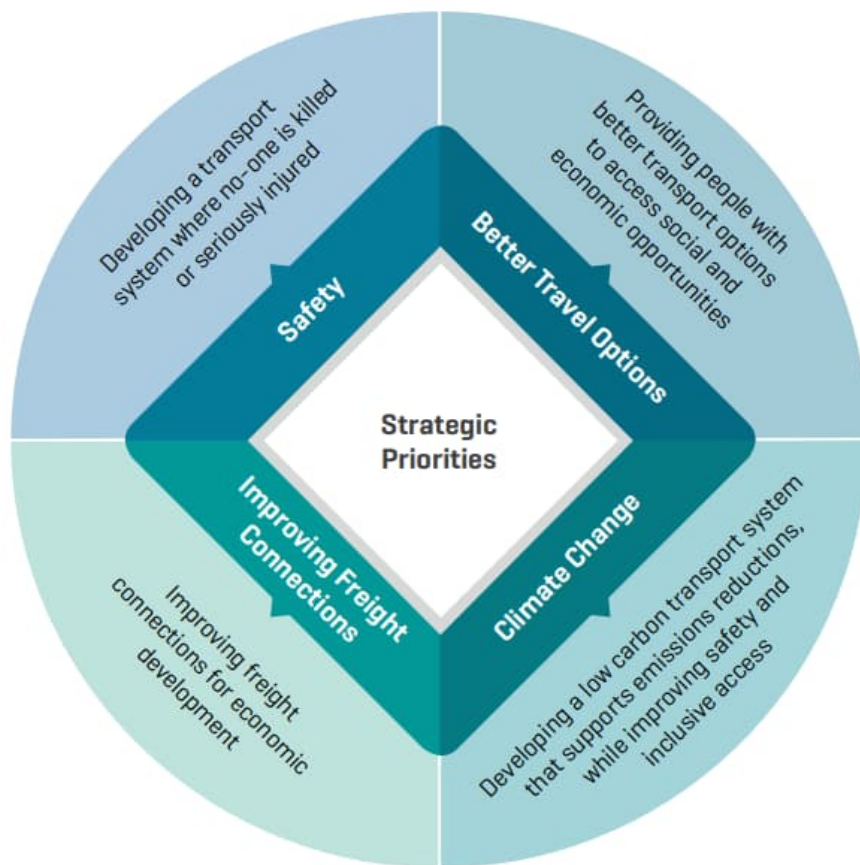 Developing a transport
system where no-one is killed
or seriously injured
Safety
Providing people with
better transport options
to access social and
economic opportunities
Better Travel Options
Strategic
Priorities
Improving Freight
Connections
Improving freight
connections for economic
development
Climate Change
Developing a low carbon transport system
that supports emissions reductions,
while improving safety and
inclusive access